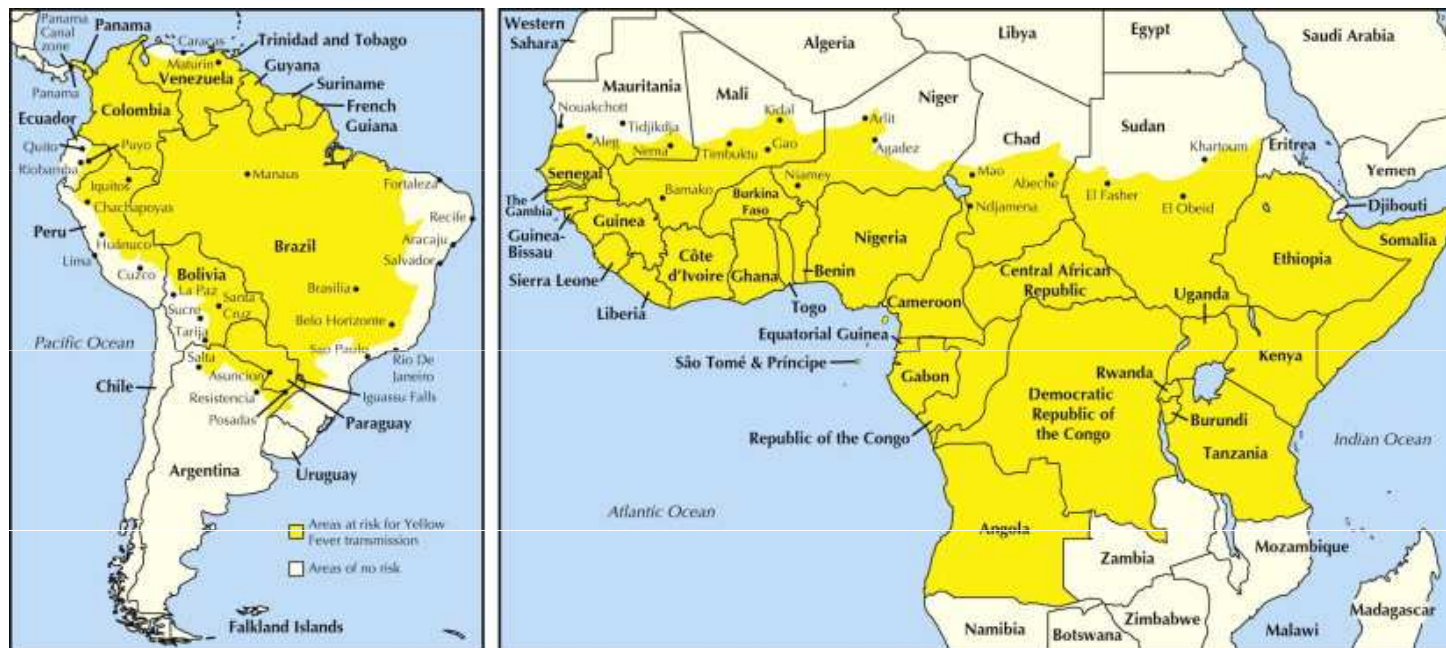 Panama
Canal
zone
Panama
Panama
Caracas
Trinidad and Tobago
Maturin
Venezuela
Guyana
Suriname
French
Guiana
Colombia
Ecuador
Quito
Puyo
Riobamba
Iquitos
Manaus
Fortaleza
Chachapoyas
Recife
Peru
Huánuco
Brazil
Aracaju
Lima
Salvador
Cuzco
Bolivia
La Paz
Santa
Cruz
Brasilia
Sucre
Belo Horizonte
Tarija
Pacific Ocean
Sao Paulo
Salta
Rio De
Janeiro
Chile
Asuncion
Resistencia
Iguassu Falls
Posadas
Paraguay
Argentina
Uruguay
Areas at risk for Yellow
Fever transmission
Areas of no risk
Falkland Islands
Western
Sahara
Algeria
Libya
Egypt
Saudi Arabia
Mauritania
Mali
Niger
Nouakchott
Kidal
Arlit
Chad
Sudan
Tidjikdja
Aleg
Nema
Timbuktu
Gao
Agadez
Khartoum
Eritrea
Yemen
Senegal
Niamey
Mao
Abeche
The
Gambia
Bamako
Burkina
Faso
Ndjamena
El Fasher
El Obeid
Djibouti
Guinea
Guinea-
Bissau
Nigeria
Somalia
Côte
d'Ivoire
Ghana
Benin
Ethiopia
Sierra Leone
Central African
Republic
Liberia
Togo
Cameroon
Uganda
Equatorial Guinea
São Tomé & Príncipe
Gabon
Kenya
Rwanda
Democratic
Republic of
the Congo
Republic of the Congo
Burundi
Tanzania
Indian Ocean
Atlantic Ocean
Angola
Zambia
Mozambique
Madagascar
Zimbabwe
Namibia
Botswana
Malawi